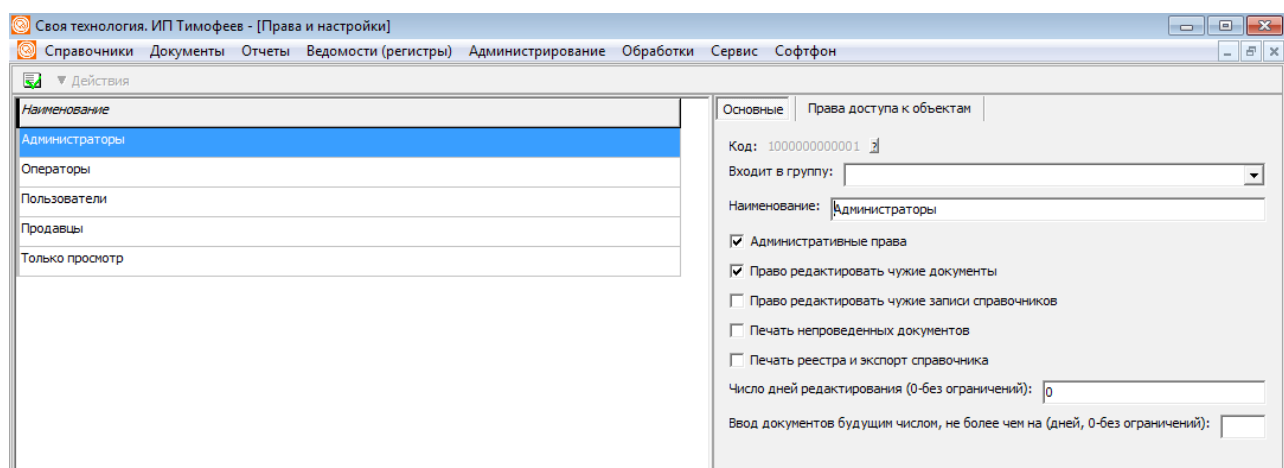 Своя технология. ИП Тимофеев - [Права и настройки]
Справочники Документы Отчеты Ведомости (регистры) Администрирование Обработки Сервис Софтфон
Действия
Наименование
Администраторы
Операторы
Пользователи
Продавцы
Только просмотр
Основные Права доступа к объектам
Код: 1000000000001 ?
Входит в группу:
Наименование: Администраторы
Административные права
Право редактировать чужие документы
Право редактировать чужие записи справочников
Печать непроведенных документов
Печать реестра и экспорт справочника
Число дней редактирования (0-без ограничений): 0
Ввод документов будущим числом, не более чем на (дней, 0-без ограничений):